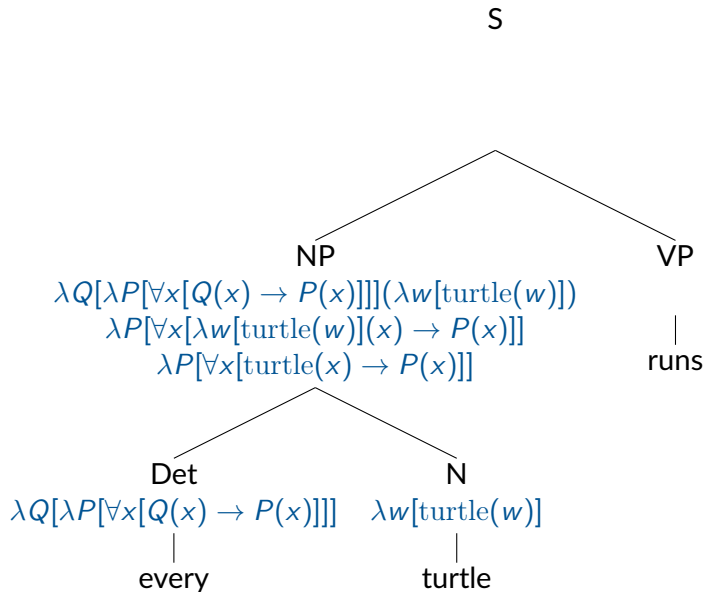 S
NP VP
λQ[λP[∀x[Q(x) → P(x)]]](λw[turtle(w)])
λP[∀x[λw[turtle(w)](x) → P(x)]]
λP[∀x[turtle(x) → P(x)]]
runs
Det N
λQ[λP[∀x[Q(x) → P(x)]]] λw[turtle(w)]
every turtle